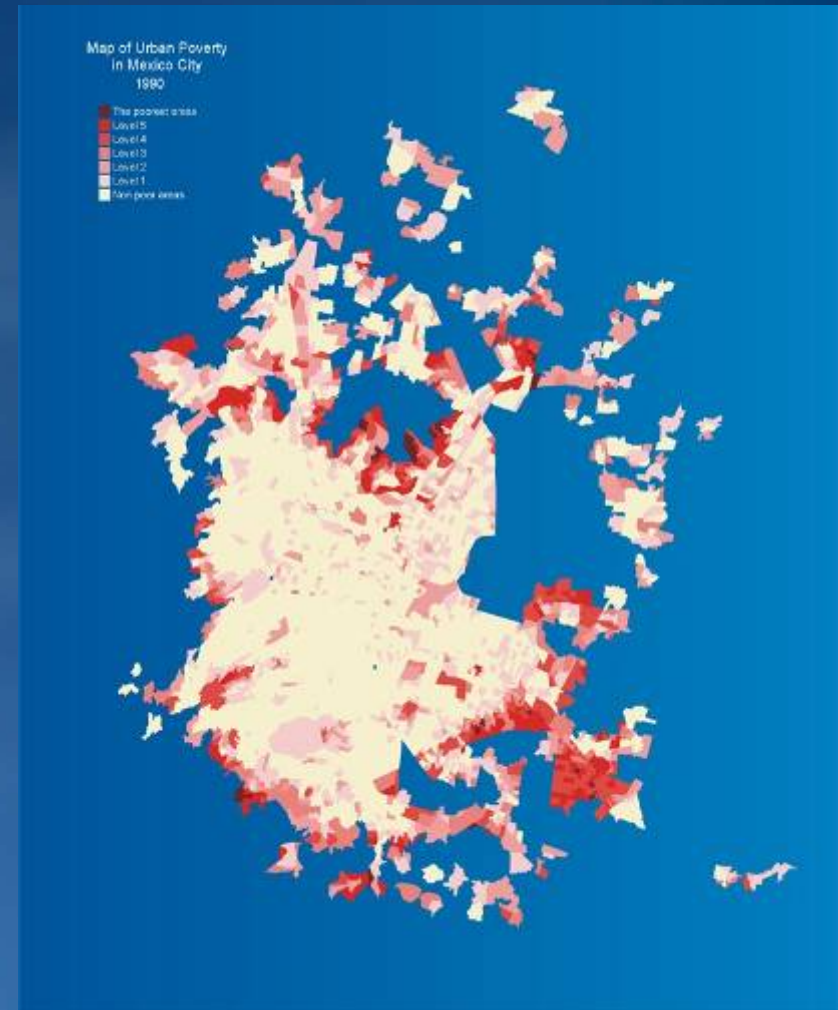 Map of Urban Poverty
in Mexico City
1990
The poorest areas
Level 5
Level 4
Level 3
Level 2
Level 1
Non poor areas